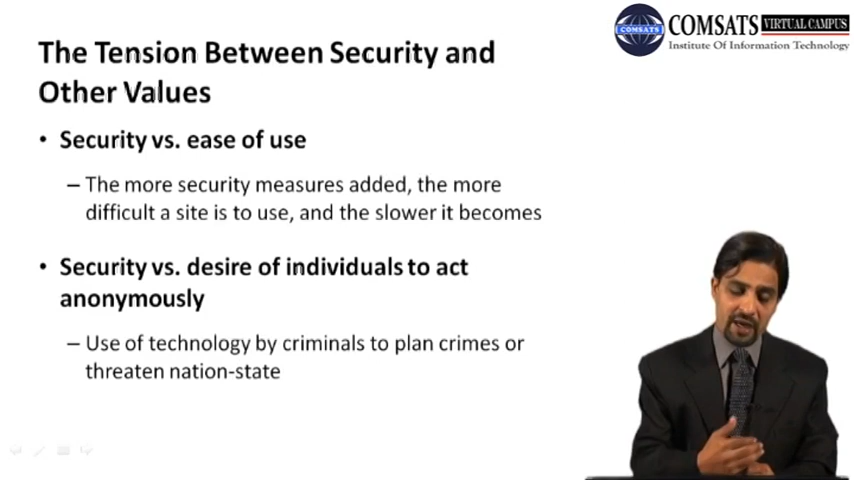 The Tension Between Security and
Other Values
• Security vs. ease of use
– The more security measures added, the more
difficult a site is to use, and the slower it becomes
• Security vs. desire of individuals to act
anonymously
– Use of technology by criminals to plan crimes or
threaten nation-state
COMSATS
COMSATS VIRTUAL CAMPUS
Institute Of Information Technology